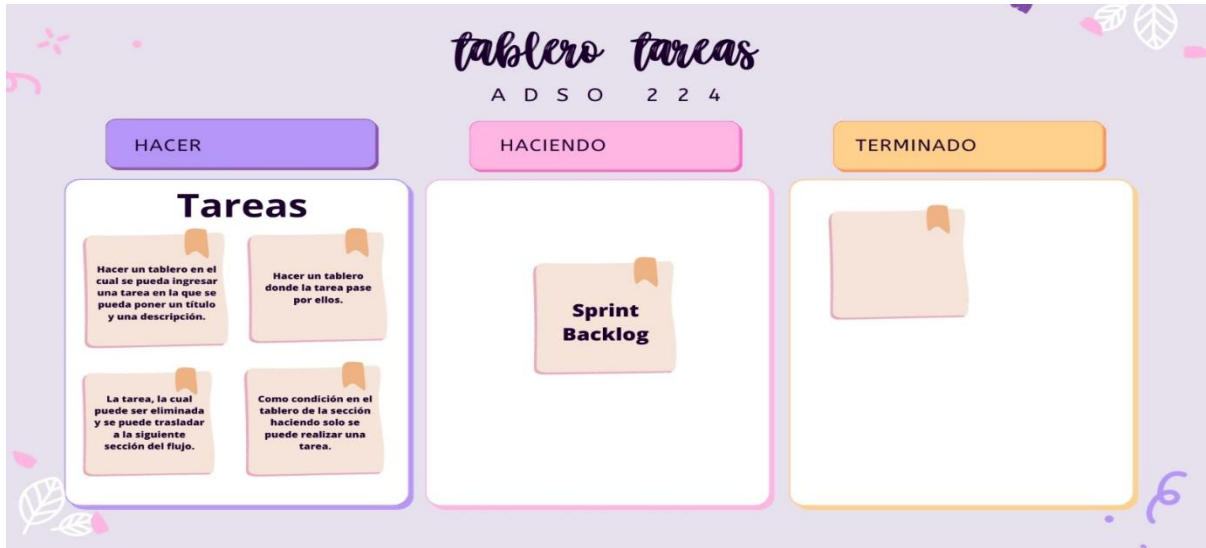 tablero tareas
ADSO 224
HACER
HACIENDO
TERMINADO
Tareas
Hacer un tablero en el
cual se pueda ingresar
una tarea en la que se
pueda poner un título
y una descripción.
Hacer un tablero
donde la tarea pase
por ellos.
La tarea, la cual
puede ser eliminada
y se puede trasladar
a la siguiente
sección del flujo.
Como condición en el
tablero de la sección
haciendo solo se
puede realizar una
tarea.
Sprint
Backlog